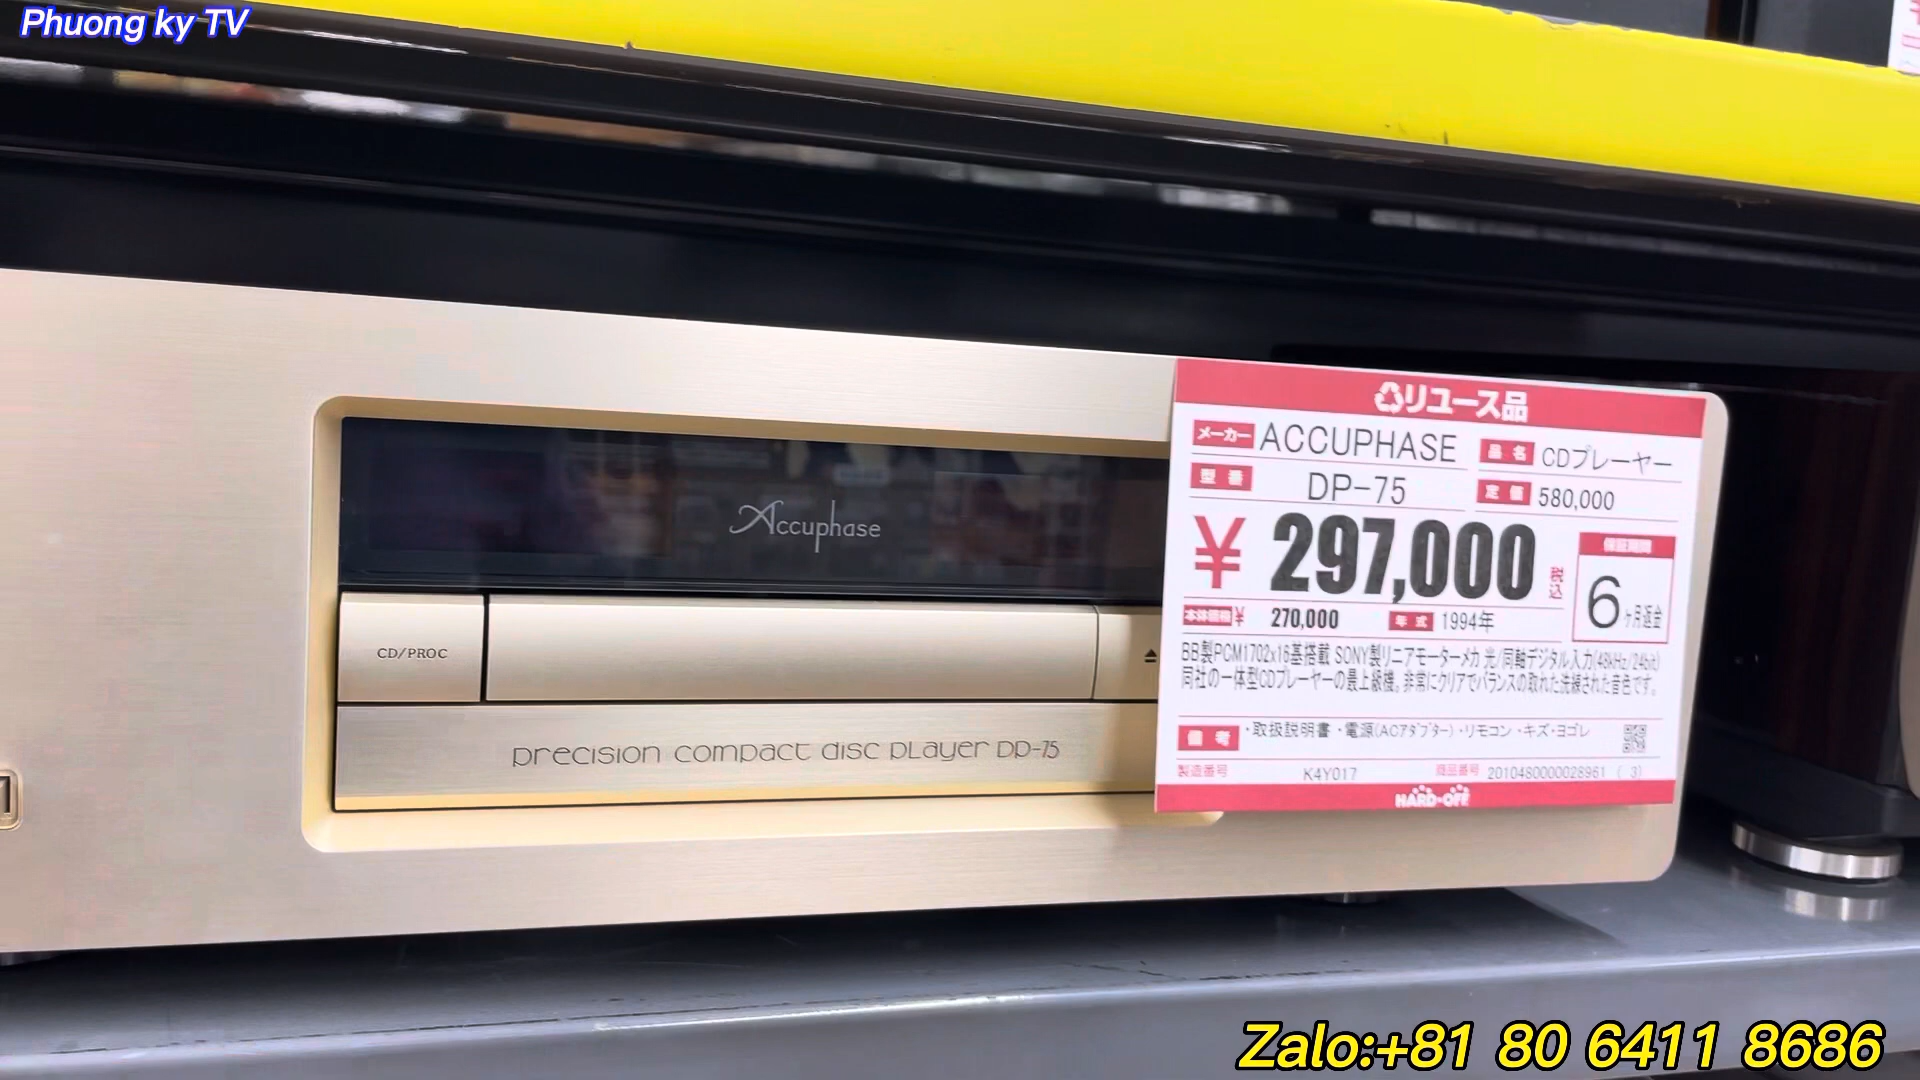 Phuong ky TV
Accuphase
CD/PROC
precision compact disc player DP-75
リユース品
メーカー ACCUPHASE 品名 CDプレーヤー
型番 DP-75 定価 580,000
¥297,000 税込
保証期間
6ヶ月返金
本体価格¥ 270,000 年式 1994年
BB製PCM1702x16基搭載 SONY製リニアモーターメカ 光/同軸デジタル入力(48kHz/24bit)
同社の一体型CDプレーヤーの最上級機。非常にクリアでバランスの取れた洗練された音色です。
備考 ・取扱説明書・電源(ACアダプター)・リモコン・キズ・ヨゴレ
製造番号 K4Y017 商品番号 2010480000028961 ( 3)
HARD-OFF
Zalo:+81 80 6411 8686